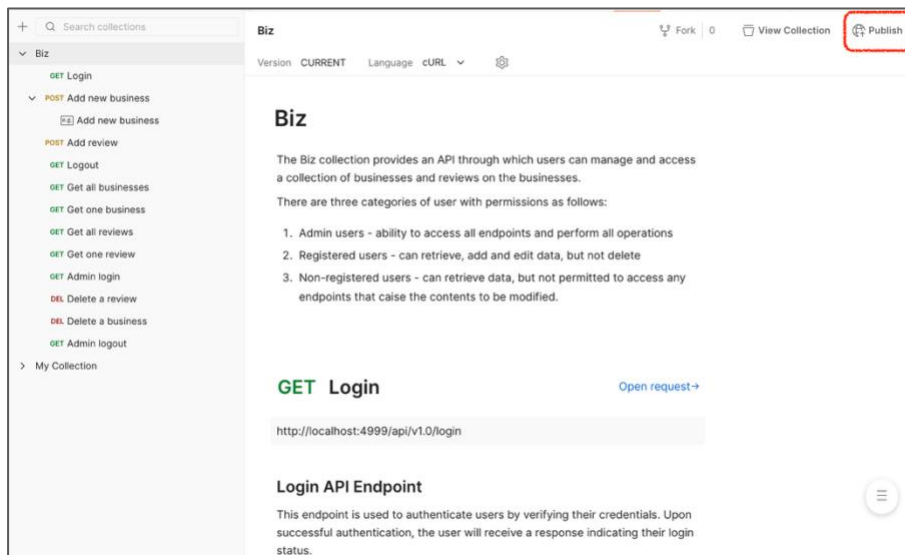 Search collections
Biz
GET Login
POST Add new business
e.g. Add new business
POST Add review
GET Logout
GET Get all businesses
GET Get one business
GET Get all reviews
GET Get one review
GET Admin login
DEL Delete a review
DEL Delete a business
GET Admin logout
My Collection
Biz
Fork 0
View Collection
Publish
Version CURRENT Language cURL
Biz
The Biz collection provides an API through which users can manage and access
a collection of businesses and reviews on the businesses.
There are three categories of user with permissions as follows:
1. Admin users - ability to access all endpoints and perform all operations
2. Registered users - can retrieve, add and edit data, but not delete
3. Non-registered users - can retrieve data, but not permitted to access any
endpoints that caise the contents to be modified.
GET Login
Open request→
http://localhost:4999/api/v1.0/login
Login API Endpoint
This endpoint is used to authenticate users by verifying their credentials. Upon
successful authentication, the user will receive a response indicating their login
status.